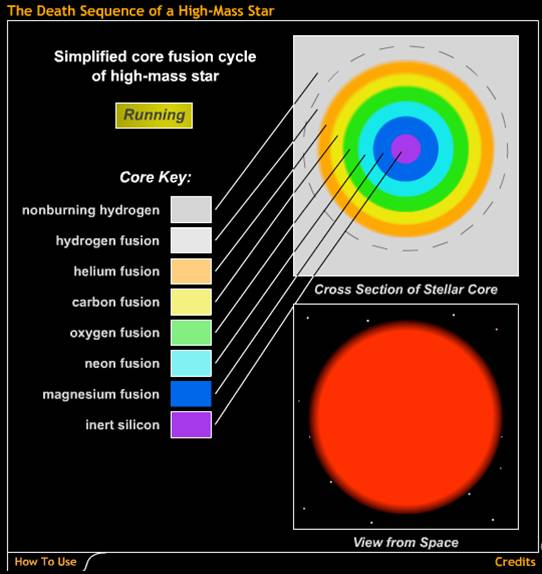 The Death Sequence of a High-Mass Star
Simplified core fusion cycle
of high-mass star
Running
Core Key:
nonburning hydrogen
hydrogen fusion
helium fusion
carbon fusion
oxygen fusion
neon fusion
magnesium fusion
inert silicon
Cross Section of Stellar Core
View from Space
How To Use
Credits